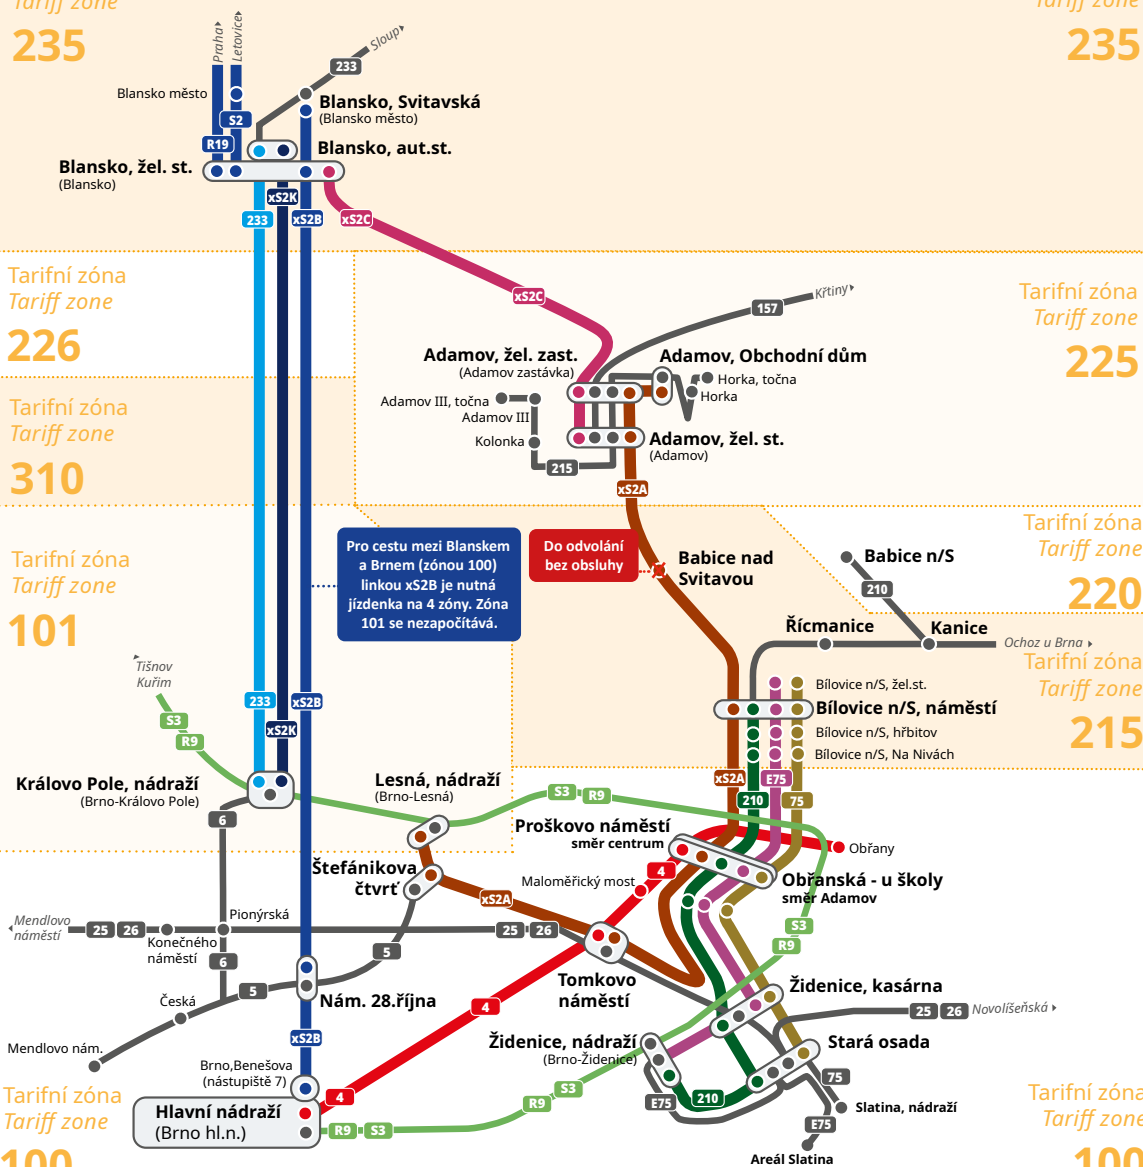 Tariff zone
235
Tariff zone
235
Praha
Letovice
Sloup
233
Blansko město
S2
R19
Blansko, Svitavská
(Blansko město)
Blansko, aut.st.
Blansko, žel. st.
(Blansko)
xS2K
233
xS2B
xS2C
xS2C
Tarifní zóna
Tariff zone
226
Tarifní zóna
Tariff zone
225
Křtiny
157
Adamov, žel. zast.
(Adamov zastávka)
Adamov, Obchodní dům
Horka, točna
Horka
Adamov III, točna
Adamov III
Kolonka
215
Adamov, žel. st.
(Adamov)
xS2A
Tarifní zóna
Tariff zone
310
Tarifní zóna
Tariff zone
101
Pro cestu mezi Blanskem
a Brnem (zónou 100)
linkou xS2B je nutná
jízdenka na 4 zóny. Zóna
101 se nezapočítává.
Do odvolání
bez obsluhy
Babice nad
Svitavou
Babice n/S
210
Tarifní zóna
Tariff zone
220
Řícmanice
Kanice
Ochoz u Brna
Tarifní zóna
Tariff zone
215
Tišnov
Kuřim
S3
R9
233
xS2B
xS2K
Bílovice n/S, žel.st.
Bílovice n/S, náměstí
Bílovice n/S, hřbitov
Bílovice n/S, Na Nivách
xS2A
E75
210
75
Královo Pole, nádraží
(Brno-Královo Pole)
6
Lesná, nádraží
(Brno-Lesná)
S3
R9
Proškovo náměstí
směr centrum
Obřany
4
Štefánikova
čtvrť
Maloměřický most
Obřanská - u školy
směr Adamov
xS2A
Mendlovo
náměstí
25
26
Pionýrská
Konečného
náměstí
25
26
S3
R9
6
5
5
Tomkovo
náměstí
Česká
Nám. 28.října
4
Židenice, kasárna
25
26
Novolíšeňská
Mendlovo nám.
xS2B
Židenice, nádraží
(Brno-Židenice)
Stará osada
Brno,Benešova
(nástupiště 7)
Tarifní zóna
Tariff zone
100
Hlavní nádraží
(Brno hl.n.)
4
R9
S3
R9
S3
E75
210
75
Slatina, nádraží
E75
Areál Slatina
Tarifní zóna
Tariff zone
100